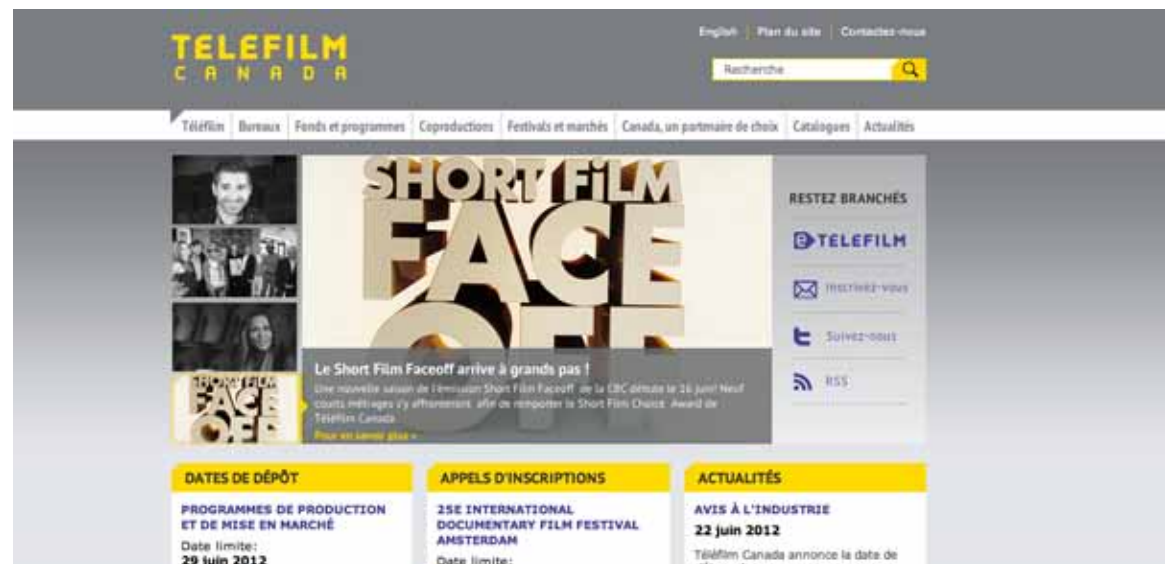 TELEFILM
CANADA
English | Plan du site | Contactez-nous
Recherche
Téléfilm | Bureaux | Fonds et programmes | Coproductions | Festivals et marchés | Canada, un partenaire de choix | Catalogues | Actualités
SHORT FiLM
FACE
OFF
Le Short Film Faceoff arrive à grands pas !
Une nouvelle saison de l'émission Short Film Faceoff de la CBC débute le 16 juin! Neuf
courts métrages s'y affronteront afin de remporter le Short Film Choice Award de
Téléfilm Canada
Pour en savoir plus »
SHORT FiLM
FACE
OFF
RESTEZ BRANCHÉS
e TELEFILM
Inscrivez-vous
Suivez-nous
RSS
DATES DE DÉPÔT
PROGRAMMES DE PRODUCTION
ET DE MISE EN MARCHÉ
Date limite:
29 juin 2012
APPELS D'INSCRIPTIONS
25E INTERNATIONAL
DOCUMENTARY FILM FESTIVAL
AMSTERDAM
Date limite:
ACTUALITÉS
AVIS À L'INDUSTRIE
22 juin 2012
Téléfilm Canada annonce la date de